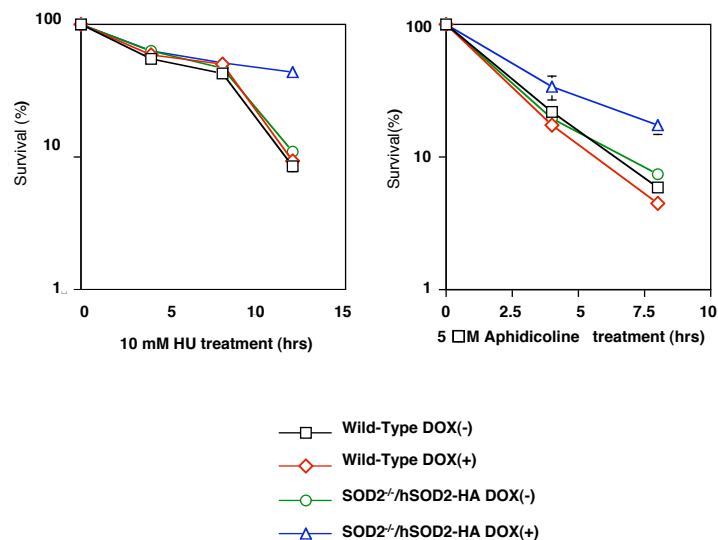 100
10
1
Survival (%)
0 5 10 15
10 mM HU treatment (hrs)
100
10
1
Survival(%)
0 2.5 5 7.5 10
5 □M Aphidicoline treatment (hrs)
Wild-Type DOX(-)
Wild-Type DOX(+)
SOD2-/-/hSOD2-HA DOX(-)
SOD2-/-/hSOD2-HA DOX(+)